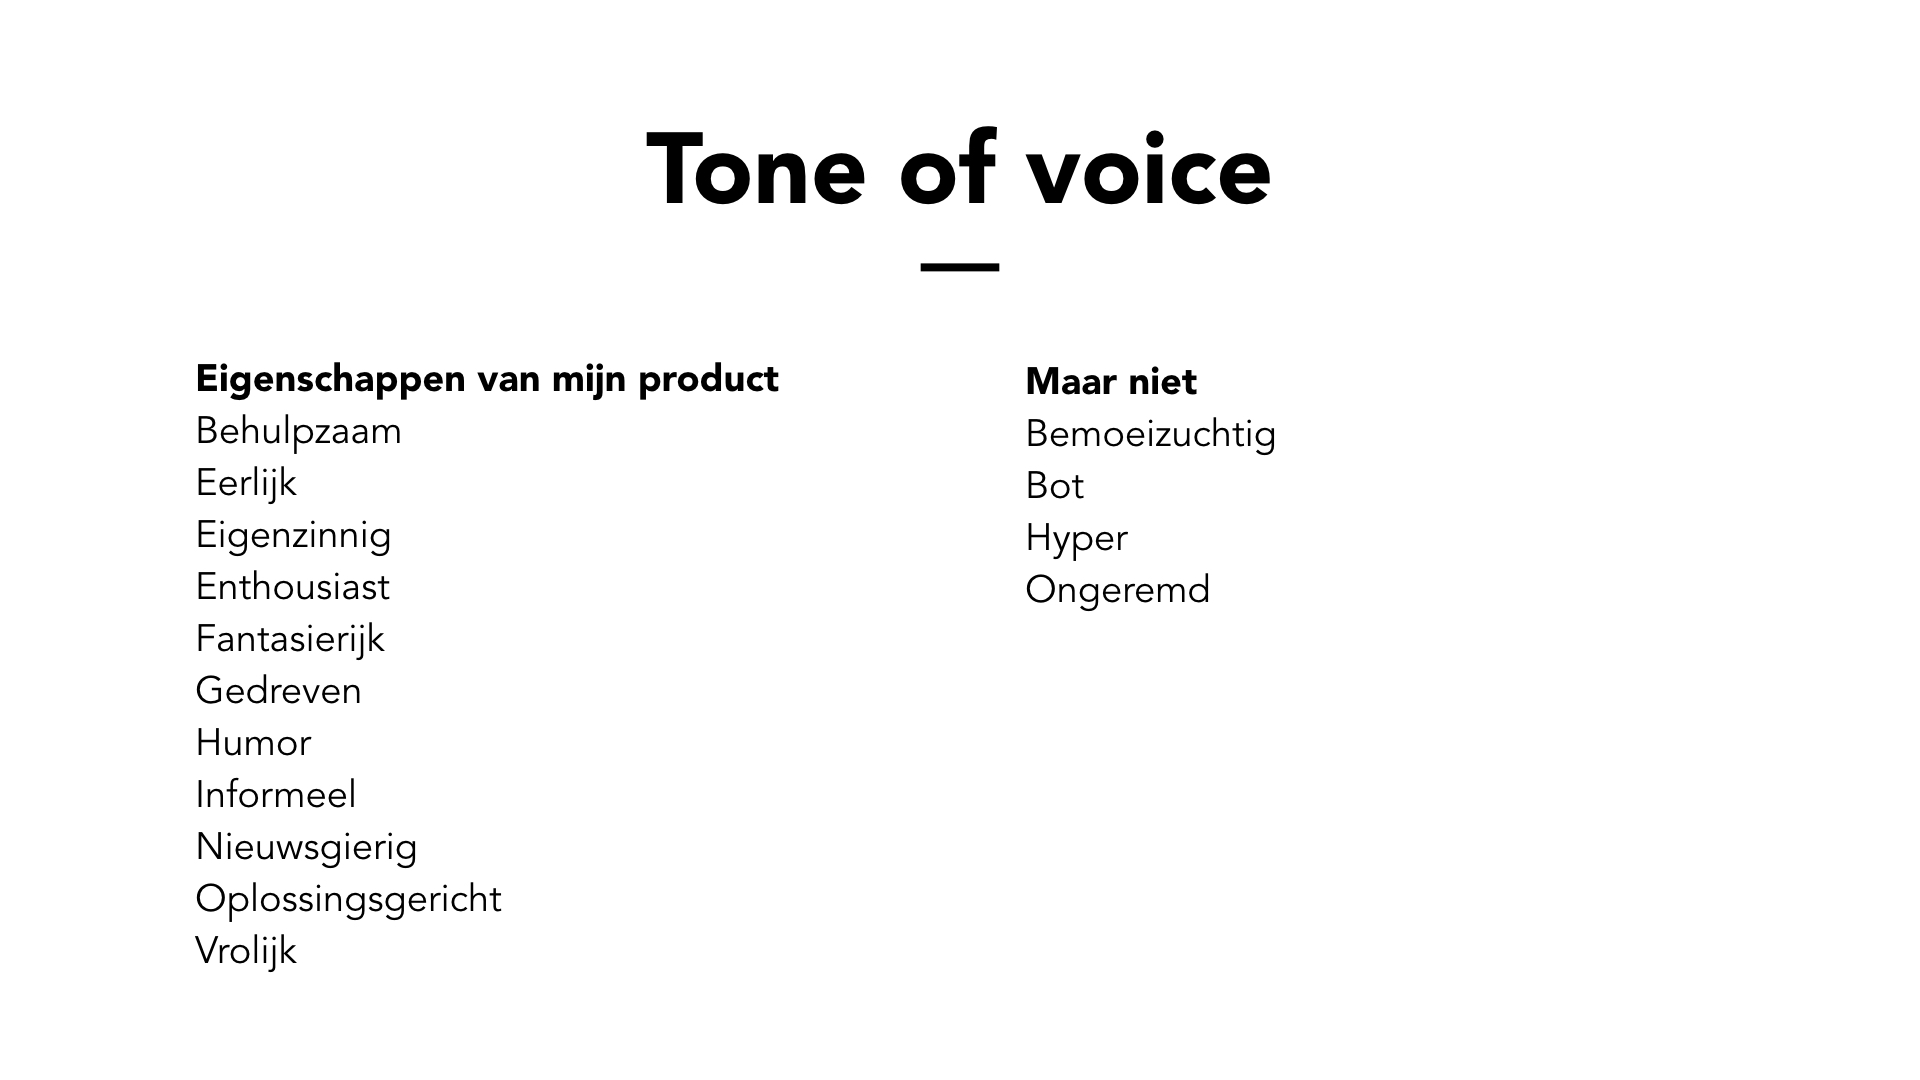 Tone of voice
Eigenschappen van mijn product
Behulpzaam
Eerlijk
Eigenzinnig
Enthousiast
Fantasierijk
Gedreven
Humor
Informeel
Nieuwsgierig
Oplossingsgericht
Vrolijk
Maar niet
Bemoeizuchtig
Bot
Hyper
Ongeremd